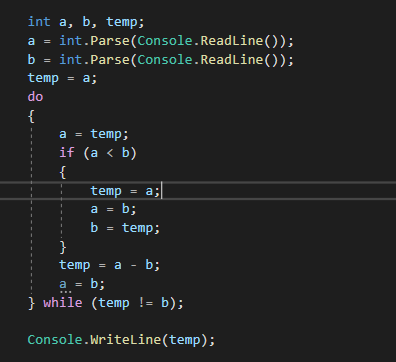 int a, b, temp;
a = int.Parse(Console.ReadLine());
b = int.Parse(Console.ReadLine());
temp = a;
do
{
    a = temp;
    if (a < b)
    {
        temp = a;
        a = b;
        b = temp;
    }
    temp = a - b;
    a = b;
} while (temp != b);

Console.WriteLine(temp);